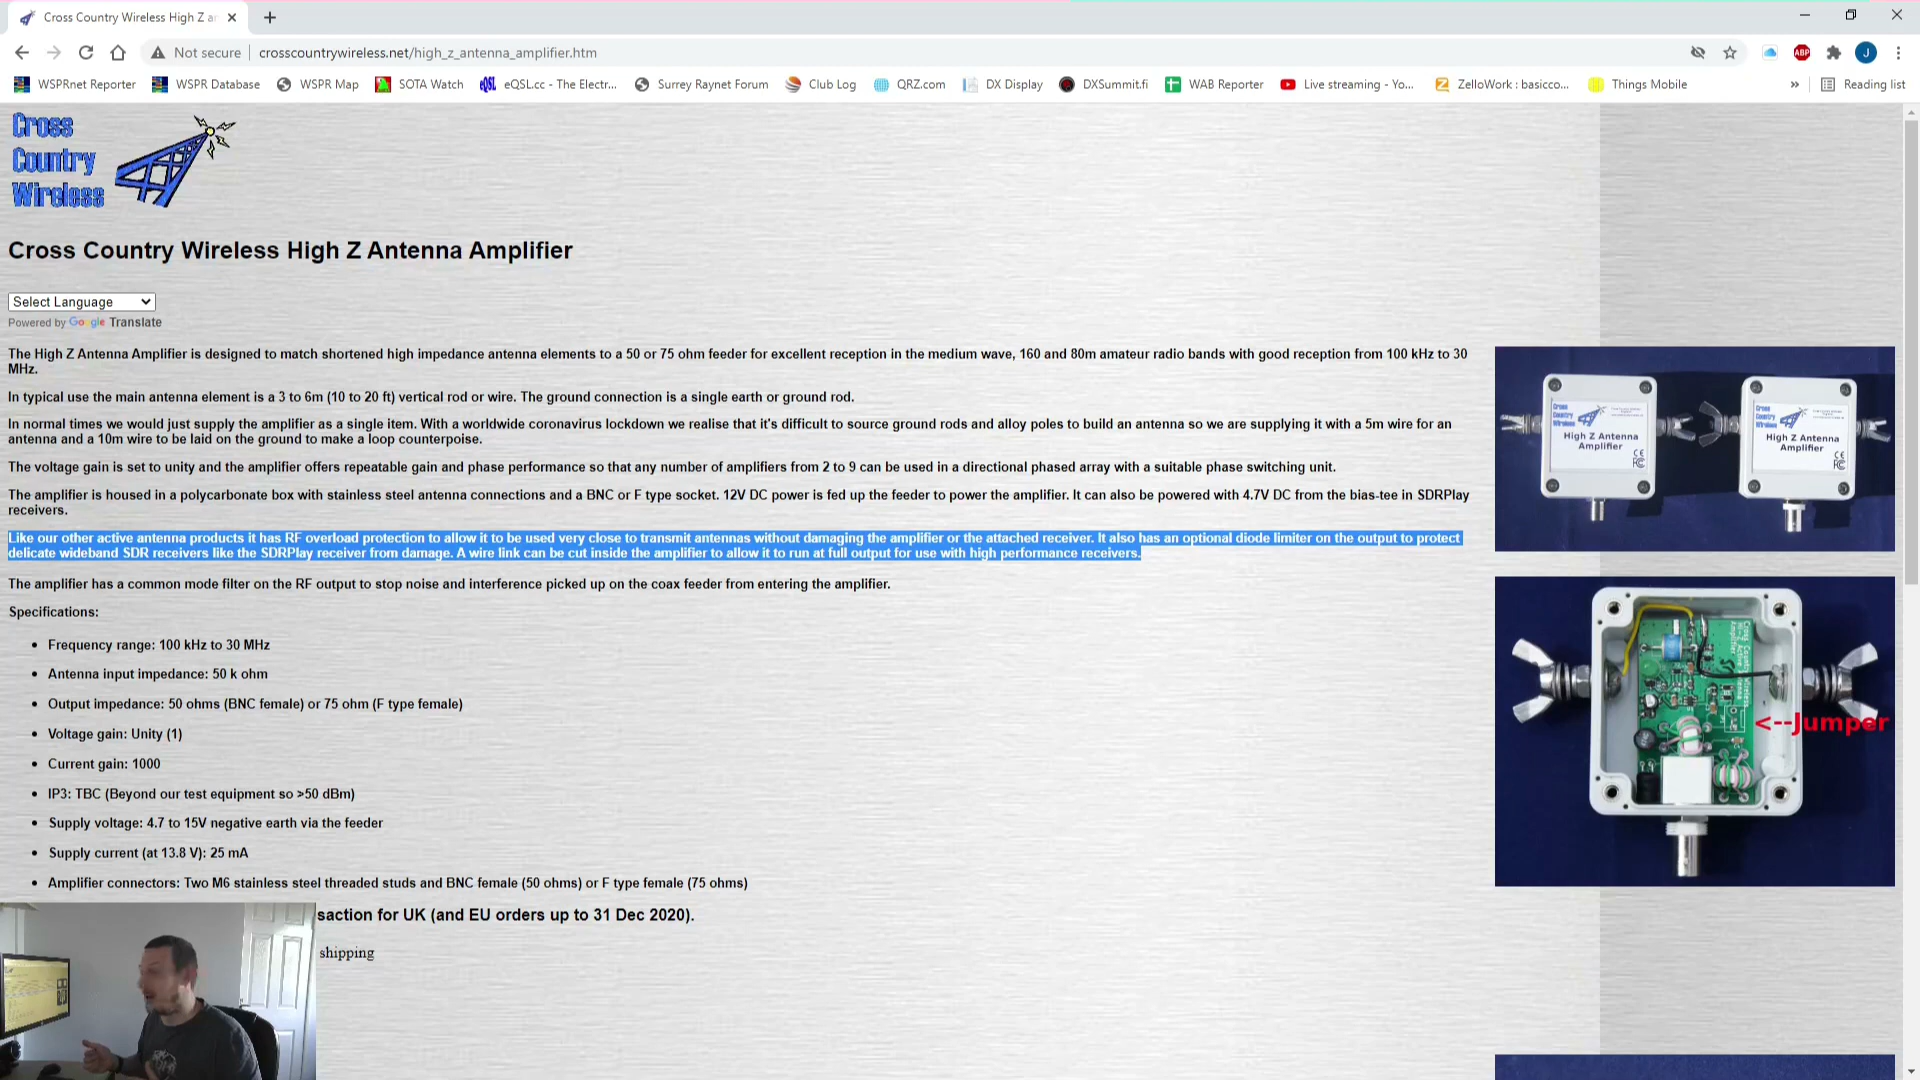 Cross Country Wireless High Z ar
Not secure
crosscountrywireless.net/high_z_antenna_amplifier.htm
ABP
J
WSPRnet Reporter
WSPR Database
WSPR Map
SOTA Watch
eQSL.cc - The Electr...
Surrey Raynet Forum
Club Log
QRZ.com
DX Display
DXSummit.fi
WAB Reporter
Live streaming - Yo...
ZelloWork : basicco...
Things Mobile
»
Reading list
Cross
Country
Wireless
Cross Country Wireless High Z Antenna Amplifier
Select Language
Powered by Google Translate
The High Z Antenna Amplifier is designed to match shortened high impedance antenna elements to a 50 or 75 ohm feeder for excellent reception in the medium wave, 160 and 80m amateur radio bands with good reception from 100 kHz to 30
MHz.
In typical use the main antenna element is a 3 to 6m (10 to 20 ft) vertical rod or wire. The ground connection is a single earth or ground rod.
In normal times we would just supply the amplifier as a single item. With a worldwide coronavirus lockdown we realise that it's difficult to source ground rods and alloy poles to build an antenna so we are supplying it with a 5m wire for an
antenna and a 10m wire to be laid on the ground to make a loop counterpoise.
The voltage gain is set to unity and the amplifier offers repeatable gain and phase performance so that any number of amplifiers from 2 to 9 can be used in a directional phased array with a suitable phase switching unit.
The amplifier is housed in a polycarbonate box with stainless steel antenna connections and a BNC or F type socket. 12V DC power is fed up the feeder to power the amplifier. It can also be powered with 4.7V DC from the bias-tee in SDRPlay
receivers.
Like our other active antenna products it has RF overload protection to allow it to be used very close to transmit antennas without damaging the amplifier or the attached receiver. It also has an optional diode limiter on the output to protect
delicate wideband SDR receivers like the SDRPlay receiver from damage. A wire link can be cut inside the amplifier to allow it to run at full output for use with high performance receivers.
The amplifier has a common mode filter on the RF output to stop noise and interference picked up on the coax feeder from entering the amplifier.
Specifications:
• Frequency range: 100 kHz to 30 MHz
• Antenna input impedance: 50 k ohm
• Output impedance: 50 ohms (BNC female) or 75 ohm (F type female)
• Voltage gain: Unity (1)
• Current gain: 1000
• IP3: TBC (Beyond our test equipment so >50 dBm)
• Supply voltage: 4.7 to 15V negative earth via the feeder
• Supply current (at 13.8 V): 25 mA
• Amplifier connectors: Two M6 stainless steel threaded studs and BNC female (50 ohms) or F type female (75 ohms)
saction for UK (and EU orders up to 31 Dec 2020).
shipping
Cross
Country
Wireless
High Z Antenna
Amplifier
CE
FC
Cross
Country
Wireless
High Z Antenna
Amplifier
CE
FC
Cross Country Wireless
Active Antenna
Amplifier
<--Jumper